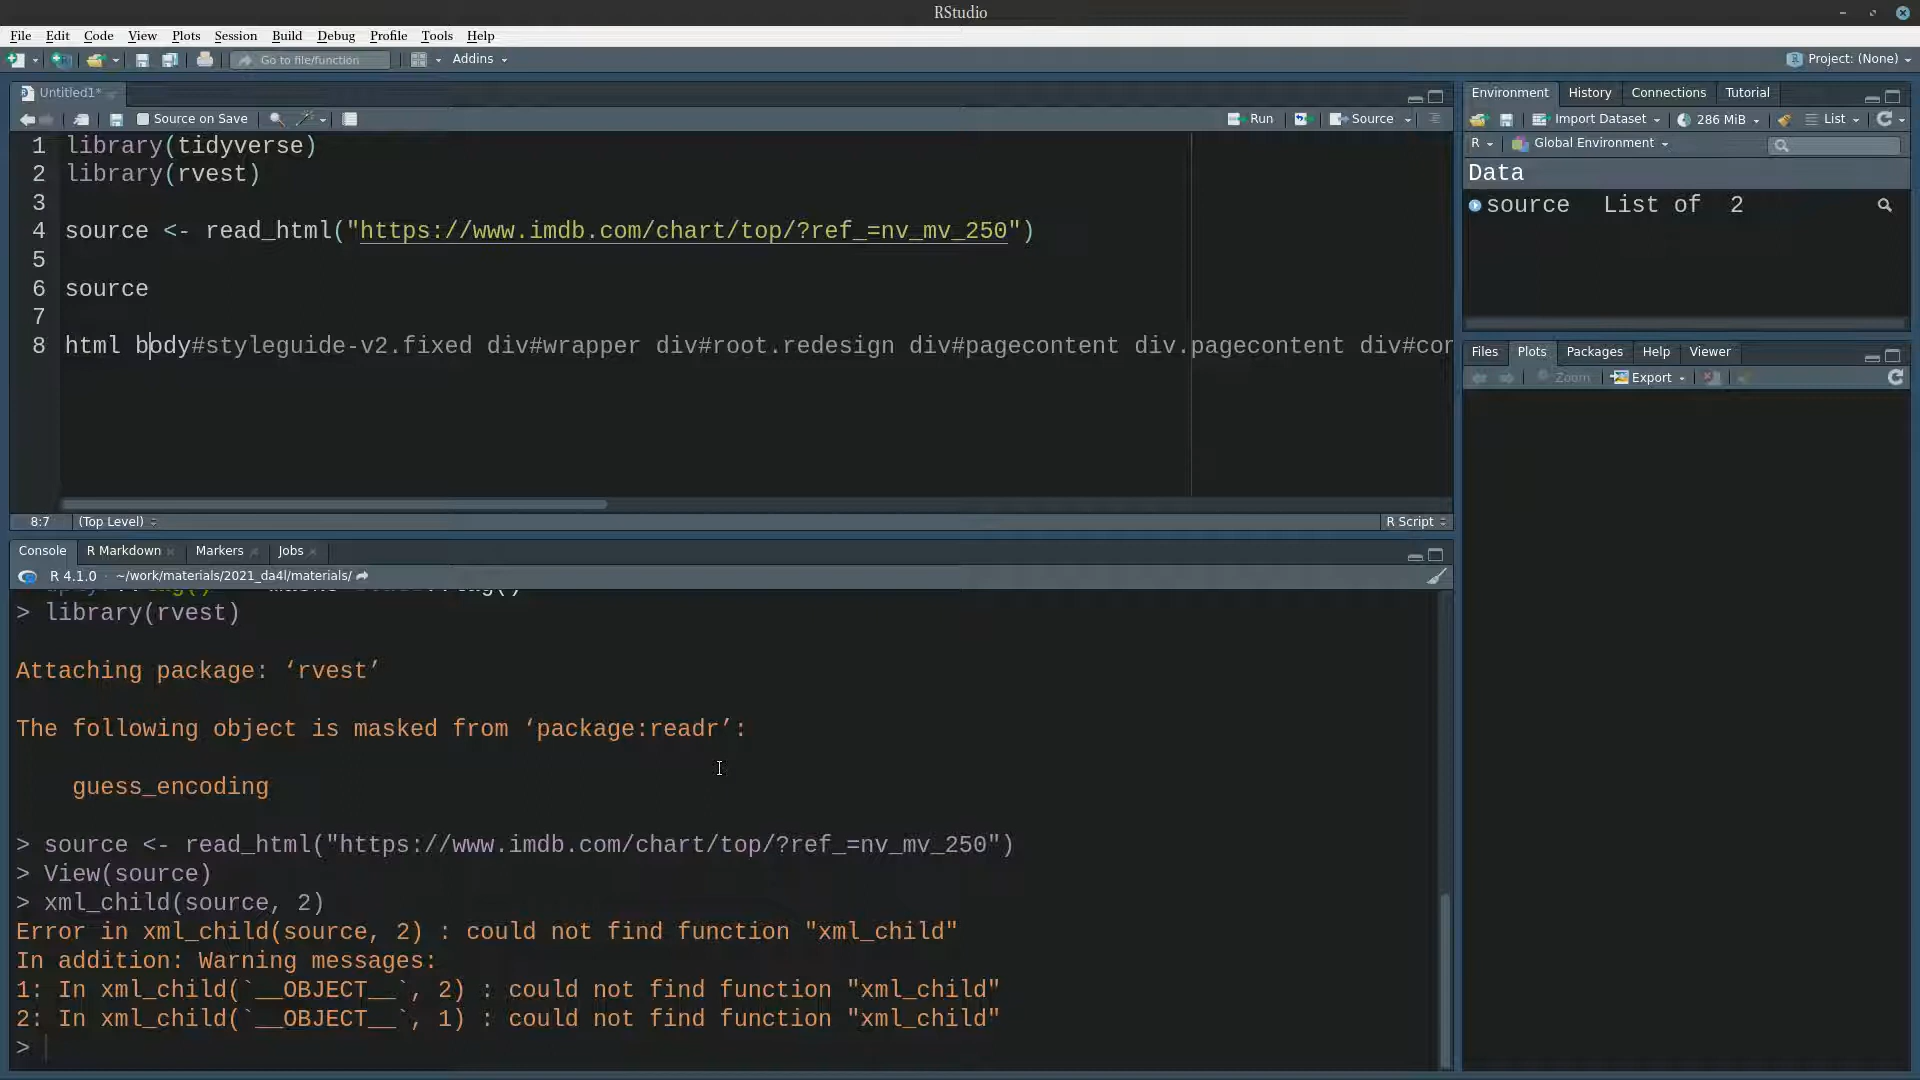 RStudio
File Edit Code View Plots Session Build Debug Profile Tools Help
Go to file/function Addins Project: (None)
Untitled1*
Source on Save Run Source
1 library(tidyverse)
2 library(rvest)
3
4 source <- read_html("https://www.imdb.com/chart/top/?ref_=nv_mv_250")
5
6 source
7
8 html body#styleguide-v2.fixed div#wrapper div#root.redesign div#pagecontent div.pagecontent div#con
8:7 (Top Level) R Script
Console R Markdown Markers Jobs
R 4.1.0 · ~/work/materials/2021_da4l/materials/
> library(rvest)
Attaching package: ‘rvest’
The following object is masked from ‘package:readr’:
guess_encoding
> source <- read_html("https://www.imdb.com/chart/top/?ref_=nv_mv_250")
> View(source)
> xml_child(source, 2)
Error in xml_child(source, 2) : could not find function "xml_child"
In addition: Warning messages:
1: In xml_child(`__OBJECT__`, 2) : could not find function "xml_child"
2: In xml_child(`__OBJECT__`, 1) : could not find function "xml_child"
>
Environment History Connections Tutorial
Import Dataset 286 MiB List
R Global Environment
Data
source List of 2
Files Plots Packages Help Viewer
Zoom Export